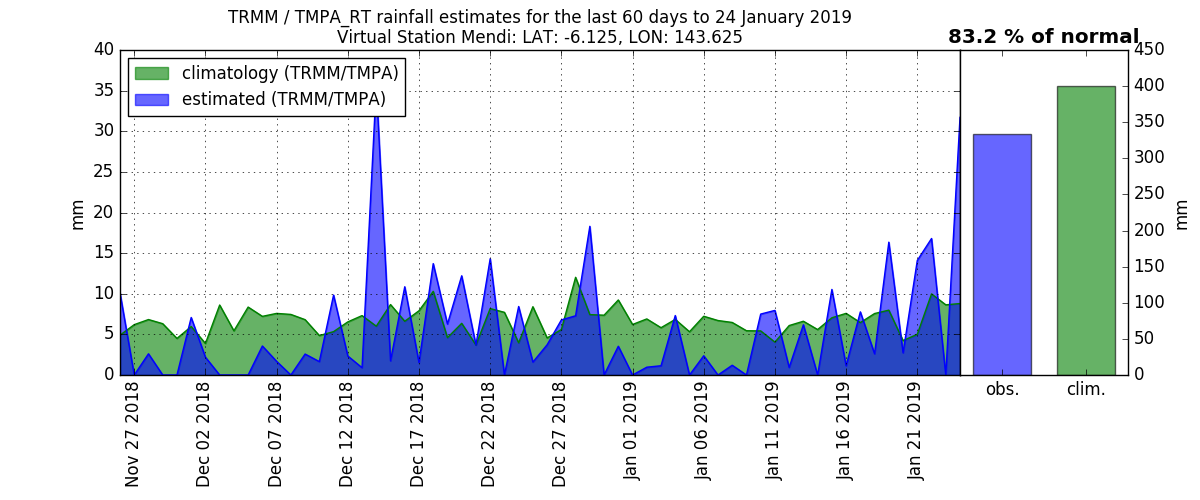 TRMM / TMPA_RT rainfall estimates for the last 60 days to 24 January 2019
Virtual Station Mendi: LAT: -6.125, LON: 143.625
83.2 % of normal
climatology (TRMM/TMPA)
estimated (TRMM/TMPA)
40
35
30
25
20
15
10
5
0
mm
450
400
350
300
250
200
150
100
50
0
mm
obs.
clim.
Nov 27 2018
Dec 02 2018
Dec 07 2018
Dec 12 2018
Dec 17 2018
Dec 22 2018
Dec 27 2018
Jan 01 2019
Jan 06 2019
Jan 11 2019
Jan 16 2019
Jan 21 2019